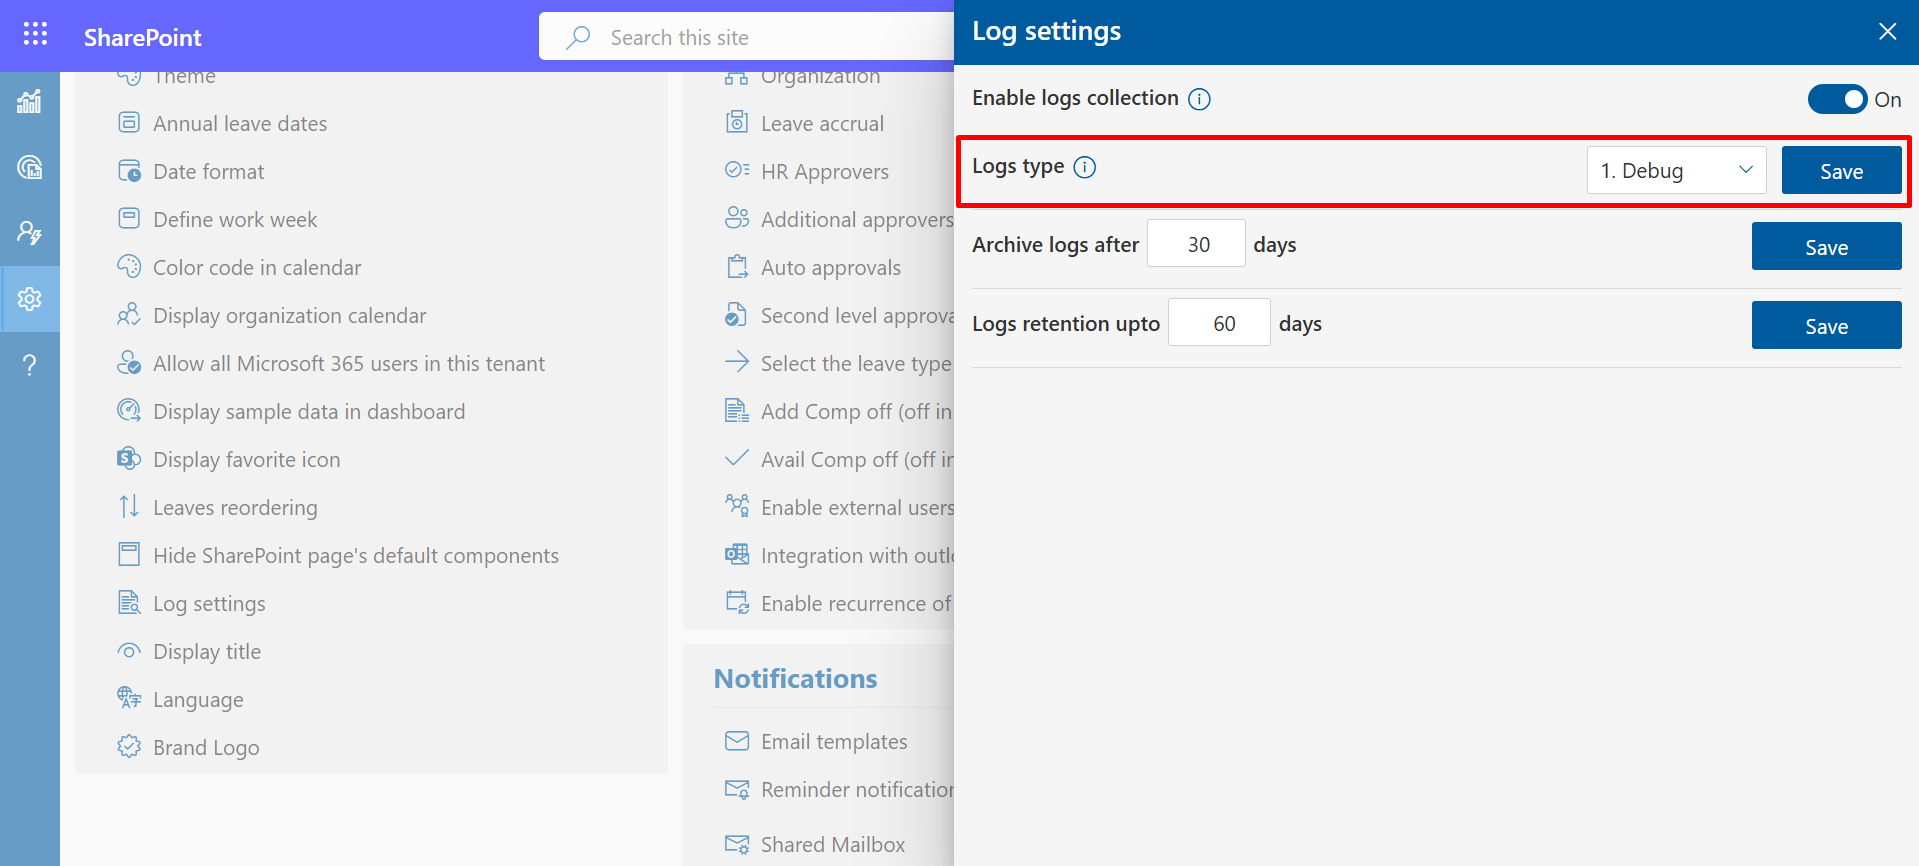 SharePoint
Search this site
Theme
Annual leave dates
Date format
Define work week
Color code in calendar
Display organization calendar
Allow all Microsoft 365 users in this tenant
Display sample data in dashboard
Display favorite icon
Leaves reordering
Hide SharePoint page's default components
Log settings
Display title
Language
Brand Logo
Organization
Leave accrual
HR Approvers
Additional approvers
Auto approvals
Second level approva
Select the leave type
Add Comp off (off in
Avail Comp off (off in
Enable external users
Integration with outlo
Enable recurrence of
Notifications
Email templates
Reminder notification
Shared Mailbox
Log settings
Enable logs collection
On
Logs type
1. Debug
Save
Archive logs after 30 days
Save
Logs retention upto 60 days
Save